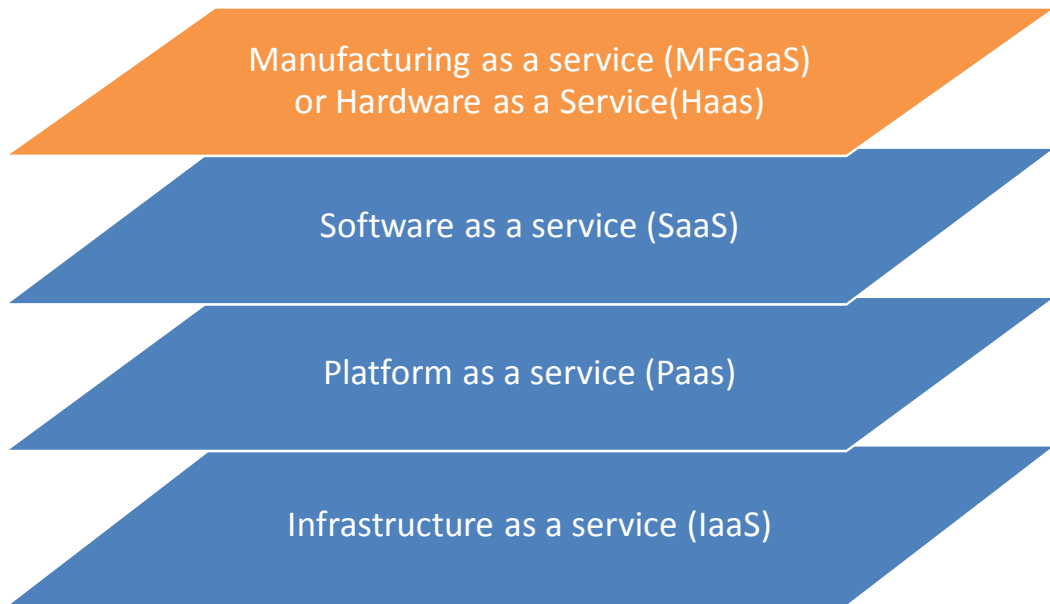 Manufacturing as a service (MFGaaS)
or Hardware as a Service(Haas)
Software as a service (SaaS)
Platform as a service (Paas)
Infrastructure as a service (IaaS)